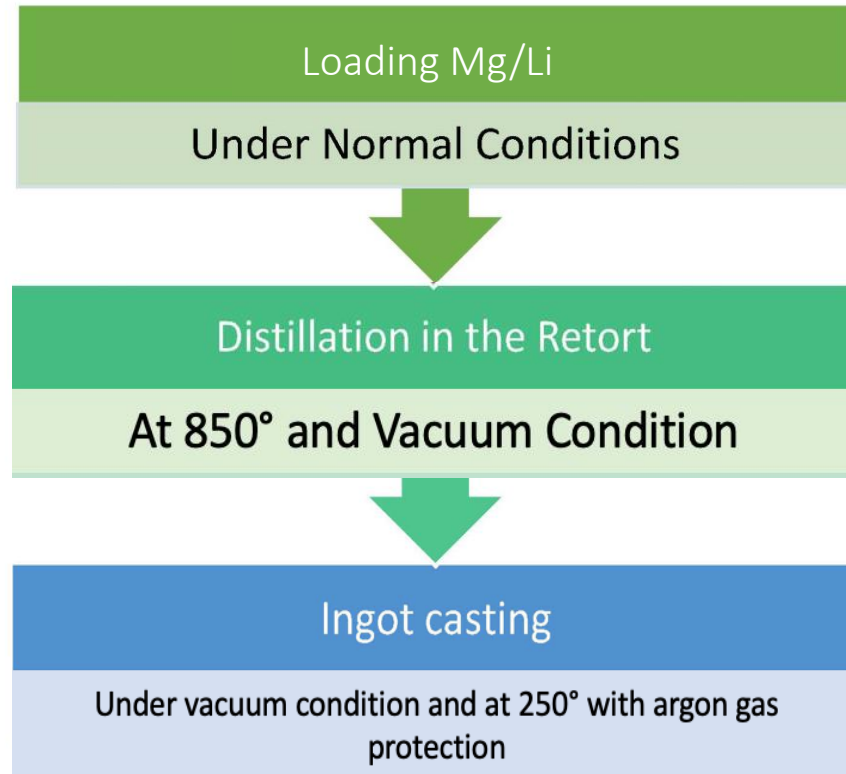 Loading Mg/Li
Under Normal Conditions
Distillation in the Retort
At 850° and Vacuum Condition
Ingot casting
Under vacuum condition and at 250° with argon gas
protection